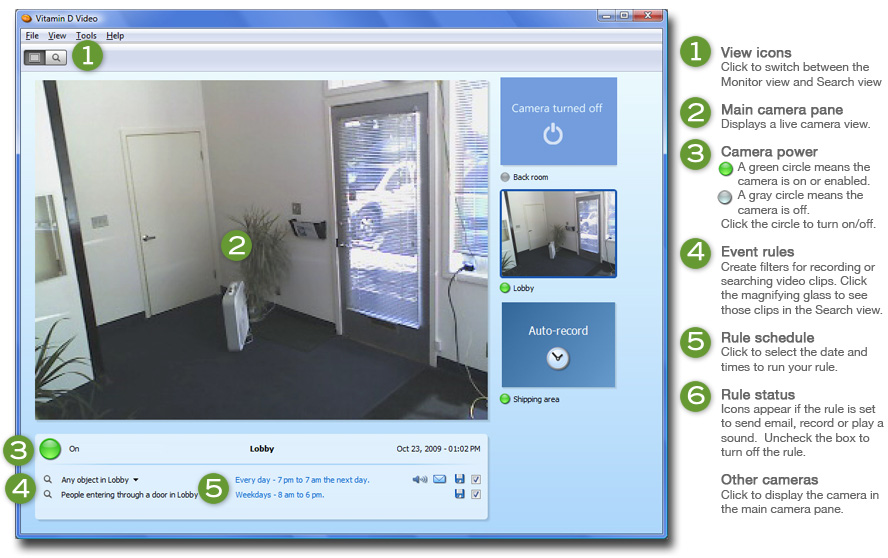 Vitamin D Video
File View Tools Help
1
Camera turned off
Back room
Lobby
Auto-record
Shipping area
2
3
On
Lobby
Oct 23, 2009 - 01:02 PM
4
Any object in Lobby
5
Every day - 7 pm to 7 am the next day.
People entering through a door in Lobby
Weekdays - 8 am to 6 pm.
1
View icons
Click to switch between the
Monitor view and Search view
2
Main camera pane
Displays a live camera view.
3
Camera power
A green circle means the
camera is on or enabled.
A gray circle means the
camera is off.
Click the circle to turn on/off.
4
Event rules
Create filters for recording or
searching video clips. Click
the magnifying glass to see
those clips in the Search view.
5
Rule schedule
Click to select the date and
times to run your rule.
6
Rule status
Icons appear if the rule is set
to send email, record or play a
sound. Uncheck the box to
turn off the rule.
Other cameras
Click to display the camera in
the main camera pane.